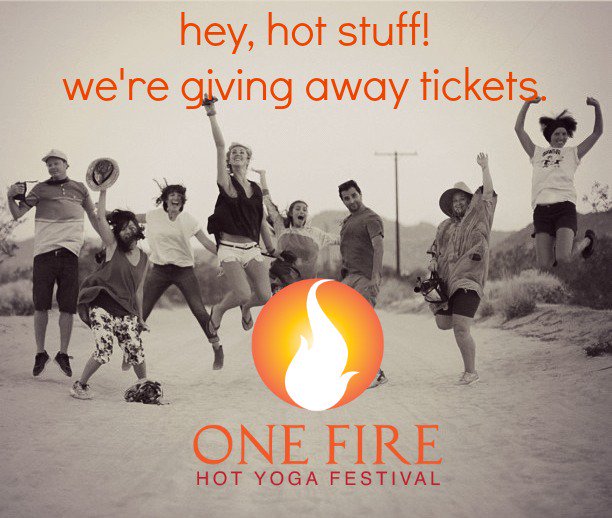 hey, hot stuff!
we're giving away tickets.
ONE FIRE
HOT YOGA FESTIVAL